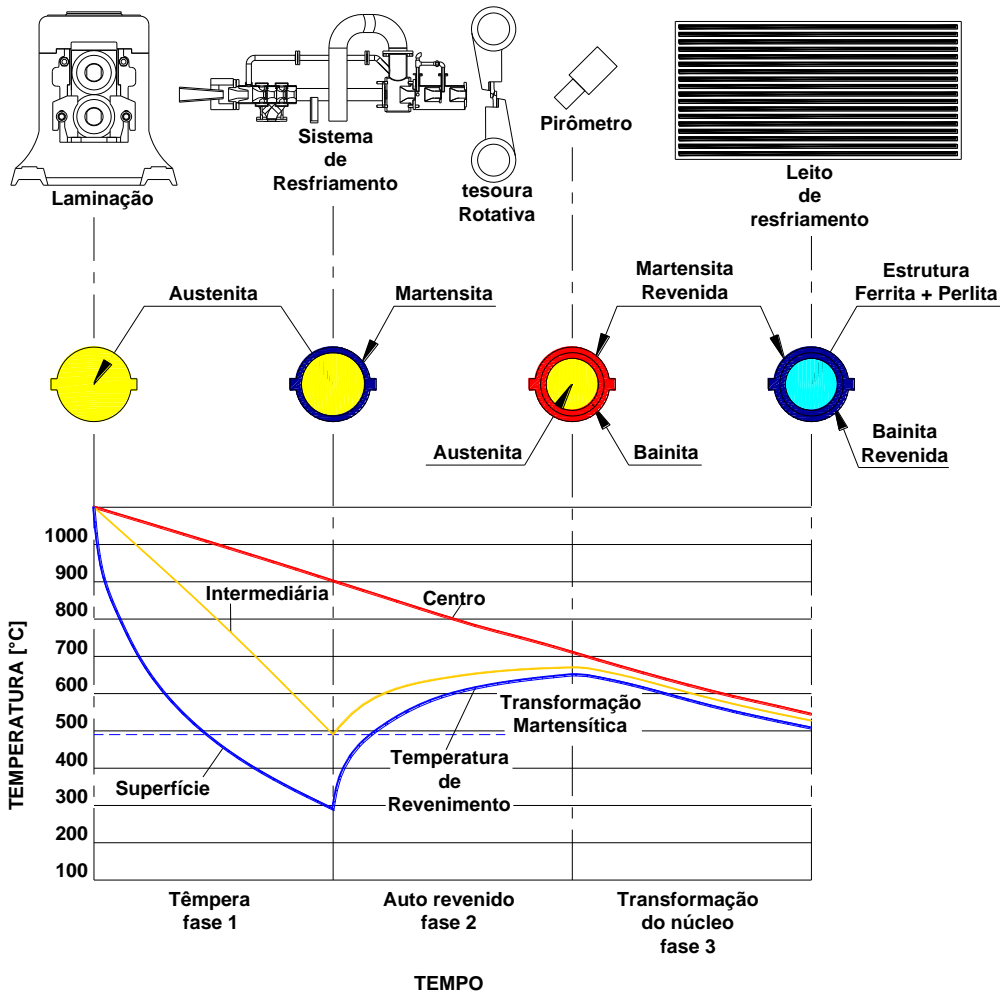 Laminação
Sistema
de
Resfriamento
tesoura
Rotativa
Pirômetro
Leito
de
resfriamento
Austenita
Martensita
Martensita
Revenida
Estrutura
Ferrita + Perlita
Austenita
Bainita
Bainita
Revenida
TEMPERATURA [°C]
1000
900
800
700
600
500
400
300
200
100
Intermediária
Centro
Superfície
Transformação
Martensítica
Temperatura
de
Revenimento
Têmpera
fase 1
Auto revenido
fase 2
Transformação
do núcleo
fase 3
TEMPO